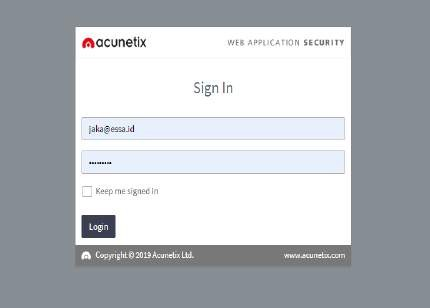 acunetix WEB APPLICATION SECURITY
Sign In
jaka@essa.id
•••••••••
Keep me signed in
Login
Copyright © 2019 Acunetix Ltd. www.acunetix.com